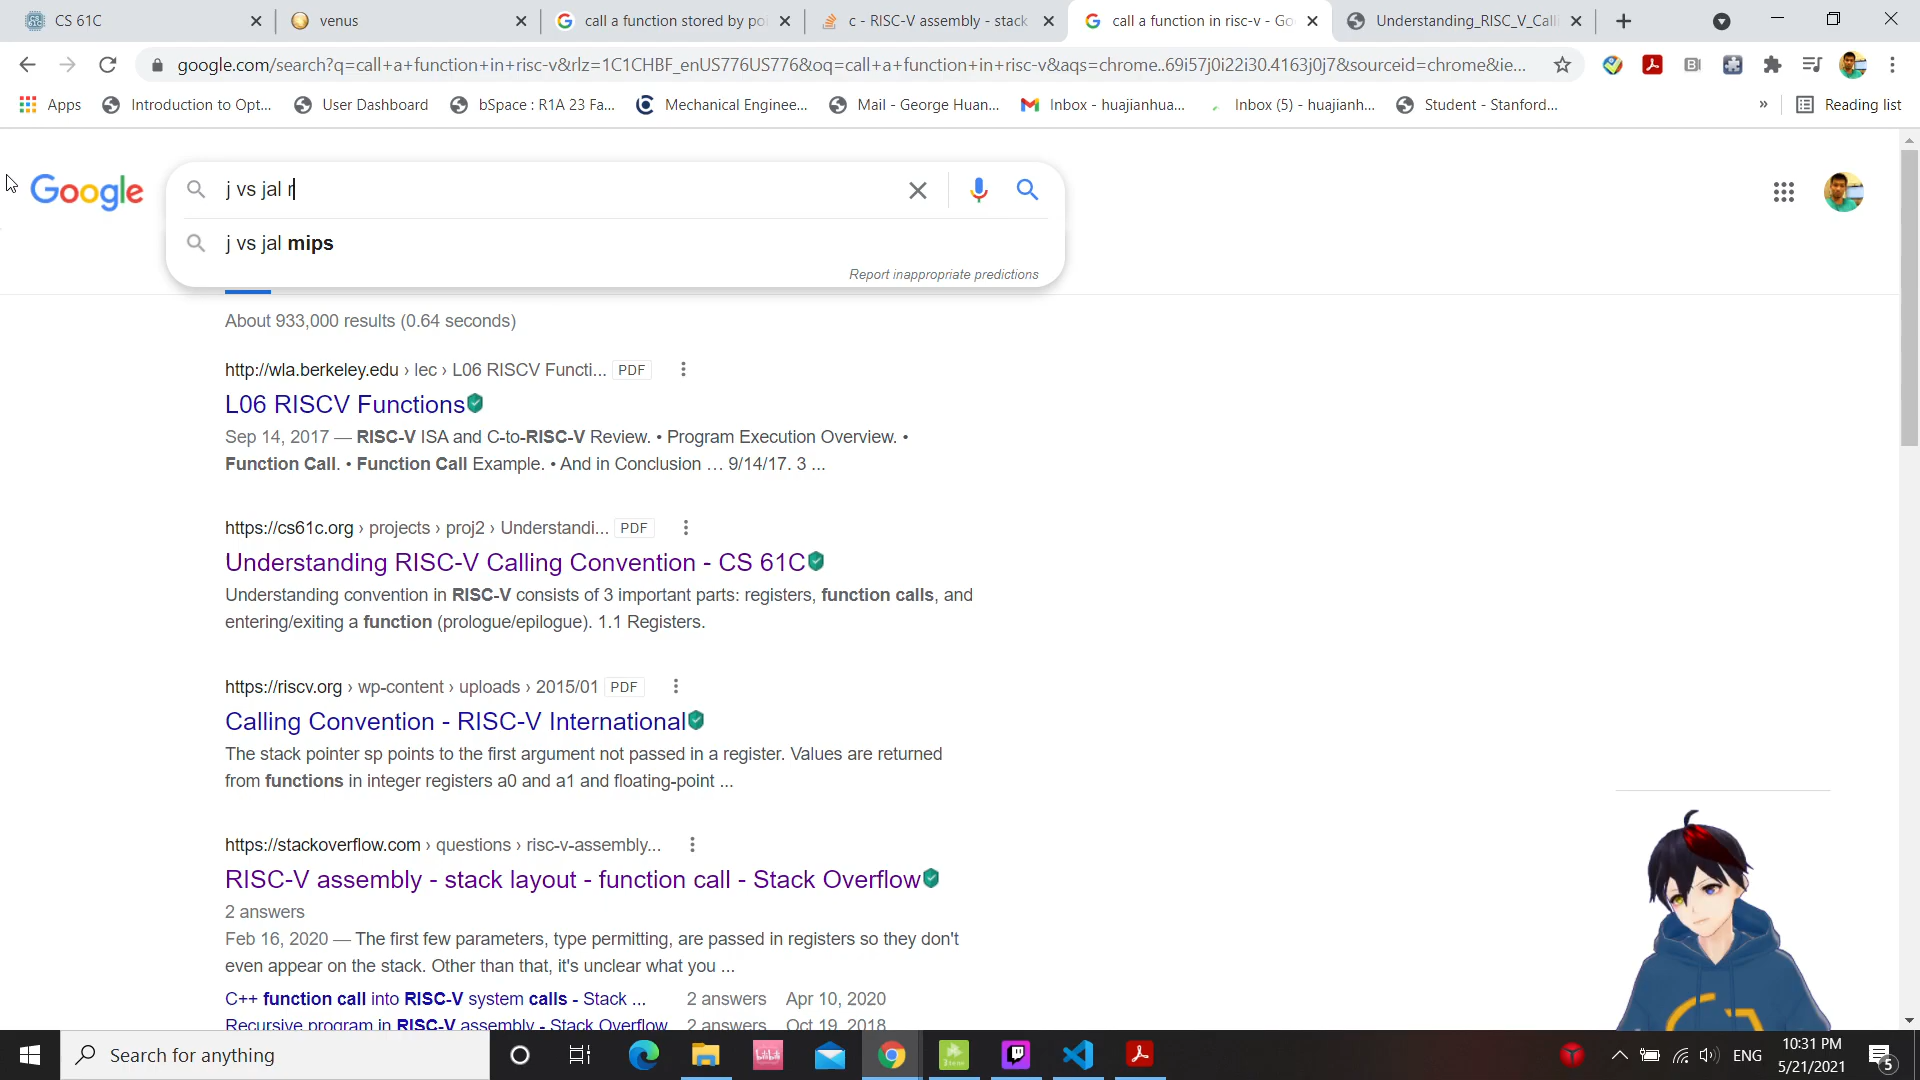 CS 61C
venus
call a function stored by po
c - RISC-V assembly - stack
call a function in risc-v - Go
Understanding_RISC_V_Call
google.com/search?q=call+a+function+in+risc-v&rlz=1C1CHBF_enUS776US776&oq=call+a+function+in+risc-v&aqs=chrome..69i57j0i22i30.4163j0j7&sourceid=chrome&ie...
Apps
Introduction to Opt...
User Dashboard
bSpace : R1A 23 Fa...
Mechanical Enginee...
Mail - George Huan...
Inbox - huajianhua...
Inbox (5) - huajianh...
Student - Stanford...
»
Reading list
Google
j vs jal r
j vs jal mips
Report inappropriate predictions
About 933,000 results (0.64 seconds)
http://wla.berkeley.edu › lec › L06 RISCV Functi... PDF
L06 RISCV Functions
Sep 14, 2017 — RISC-V ISA and C-to-RISC-V Review. • Program Execution Overview. •
Function Call. • Function Call Example. • And in Conclusion … 9/14/17. 3 ...
https://cs61c.org › projects › proj2 › Understandi... PDF
Understanding RISC-V Calling Convention - CS 61C
Understanding convention in RISC-V consists of 3 important parts: registers, function calls, and
entering/exiting a function (prologue/epilogue). 1.1 Registers.
https://riscv.org › wp-content › uploads › 2015/01 PDF
Calling Convention - RISC-V International
The stack pointer sp points to the first argument not passed in a register. Values are returned
from functions in integer registers a0 and a1 and floating-point ...
https://stackoverflow.com › questions › risc-v-assembly...
RISC-V assembly - stack layout - function call - Stack Overflow
2 answers
Feb 16, 2020 — The first few parameters, type permitting, are passed in registers so they don't
even appear on the stack. Other than that, it's unclear what you ...
C++ function call into RISC-V system calls - Stack ... 2 answers Apr 10, 2020
Recursive program in RISC-V assembly - Stack Overflow 2 answers Oct 19, 2018
Search for anything
ENG
10:31 PM
5/21/2021
5